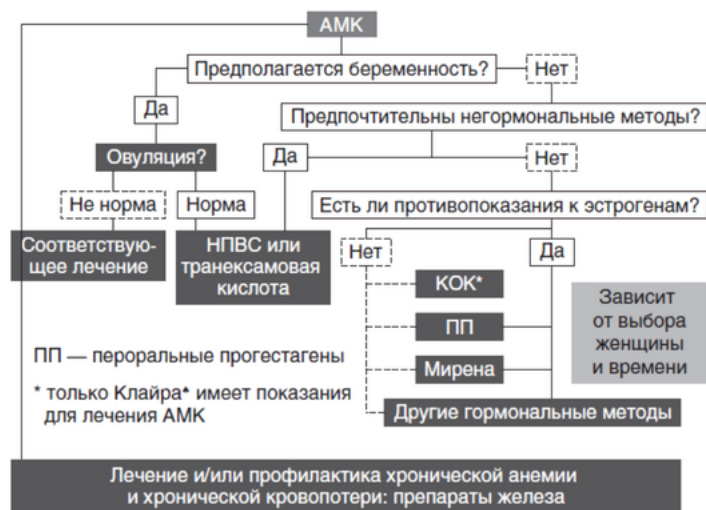 АМК
Предполагается беременность?
Нет
Да
Предпочтительны негормональные методы?
Овуляция?
Да
Нет
Не норма
Норма
Есть ли противопоказания к эстрогенам?
Соответствую-
щее лечение
НПВС или
транексамовая
кислота
Нет
Да
КОК*
ПП
Мирена
Другие гормональные методы
Зависит
от выбора
женщины
и времени
ПП — пероральные прогестагены
* только Клайра▲ имеет показания
для лечения АМК
Лечение и/или профилактика хронической анемии
и хронической кровопотери: препараты железа